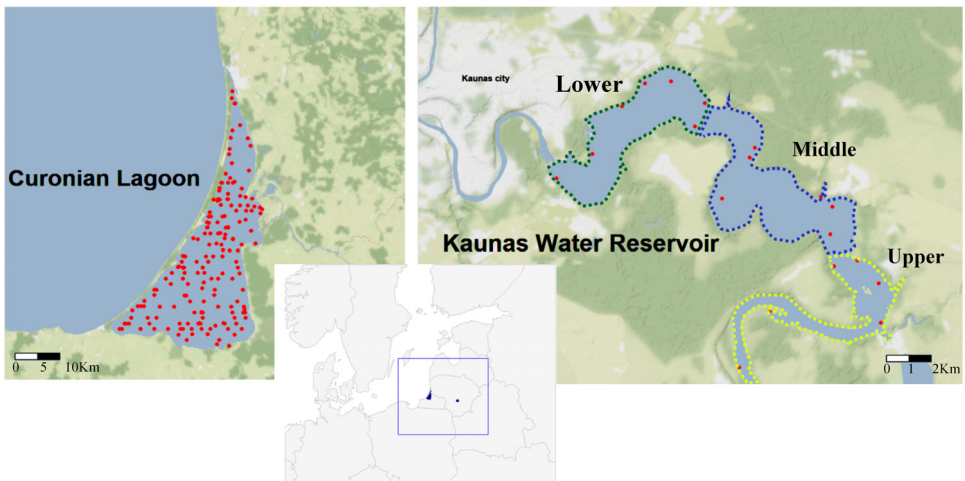 Curonian Lagoon
0 5 10Km
Kaunas city
Lower
Middle
Kaunas Water Reservoir
Upper
0 1 2Km